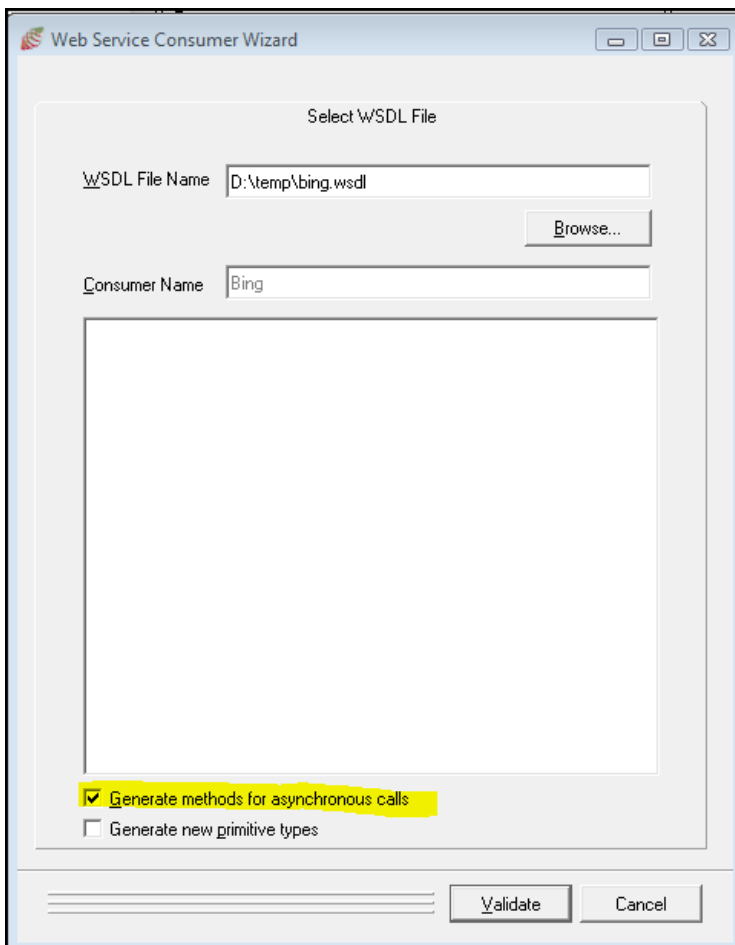 Web Service Consumer Wizard
Select WSDL File
WSDL File Name D:\temp\bing.wsdl
Browse...
Consumer Name Bing
Generate methods for asynchronous calls
Generate new primitive types
Validate Cancel